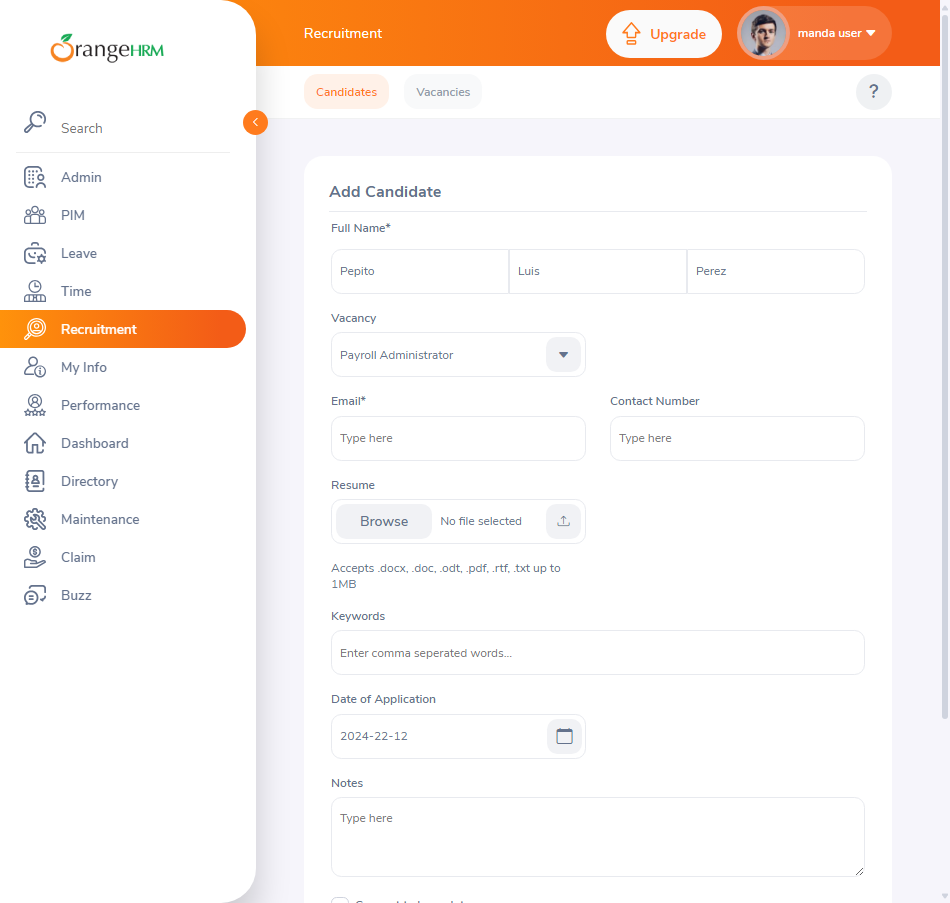 OrangeHRM
Recruitment
Upgrade
manda user
Candidates
Vacancies
?
Search
Admin
PIM
Leave
Time
Recruitment
My Info
Performance
Dashboard
Directory
Maintenance
Claim
Buzz
Add Candidate
Full Name*
Pepito Luis Perez
Vacancy
Payroll Administrator
Email* Contact Number
Type here Type here
Resume
Browse No file selected
Accepts .docx, .doc, .odt, .pdf, .rtf, .txt up to
1MB
Keywords
Enter comma seperated words...
Date of Application
2024-22-12
Notes
Type here